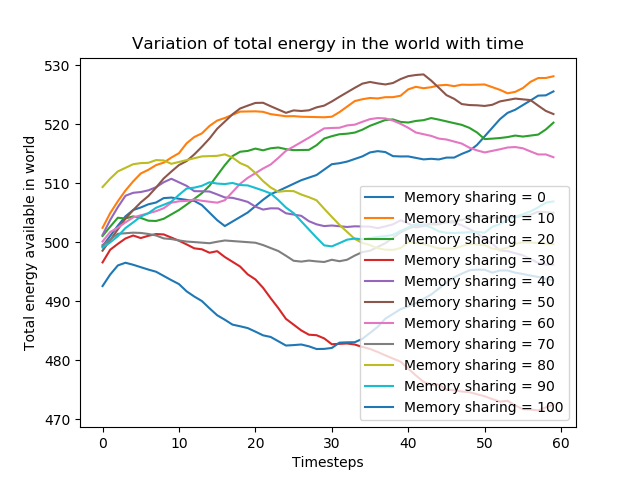 Variation of total energy in the world with time
Total energy available in world
530
520
510
500
490
480
470
Memory sharing = 0
Memory sharing = 10
Memory sharing = 20
Memory sharing = 30
Memory sharing = 40
Memory sharing = 50
Memory sharing = 60
Memory sharing = 70
Memory sharing = 80
Memory sharing = 90
Memory sharing = 100
0 10 20 30 40 50 60
Timesteps